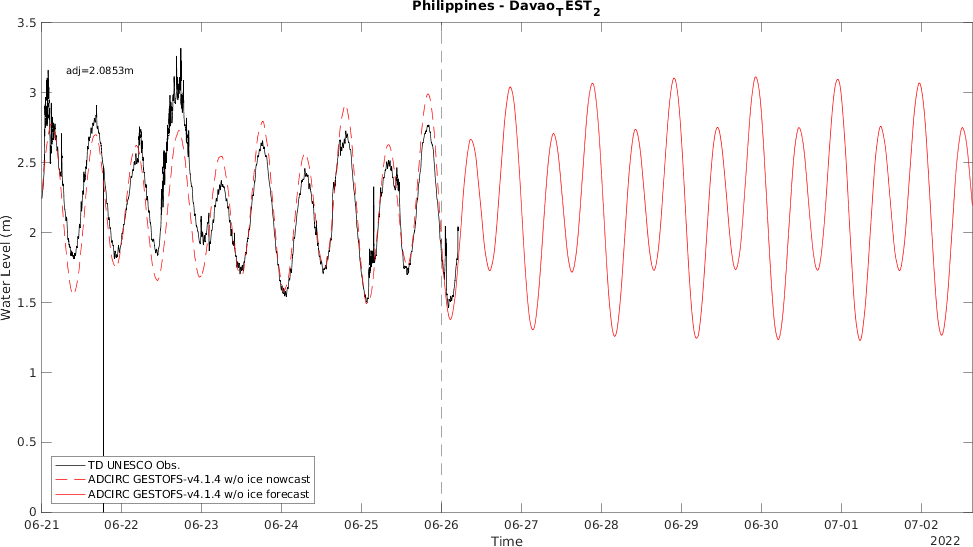 Philippines - Davao_TEST_2
3.5
adj=2.0853m
3
2.5
2
1.5
1
0.5
0
Water Level (m)
TD UNESCO Obs.
ADCIRC GESTOFS-v4.1.4 w/o ice nowcast
ADCIRC GESTOFS-v4.1.4 w/o ice forecast
06-21 06-22 06-23 06-24 06-25 06-26 06-27 06-28 06-29 06-30 07-01 07-02
Time
2022